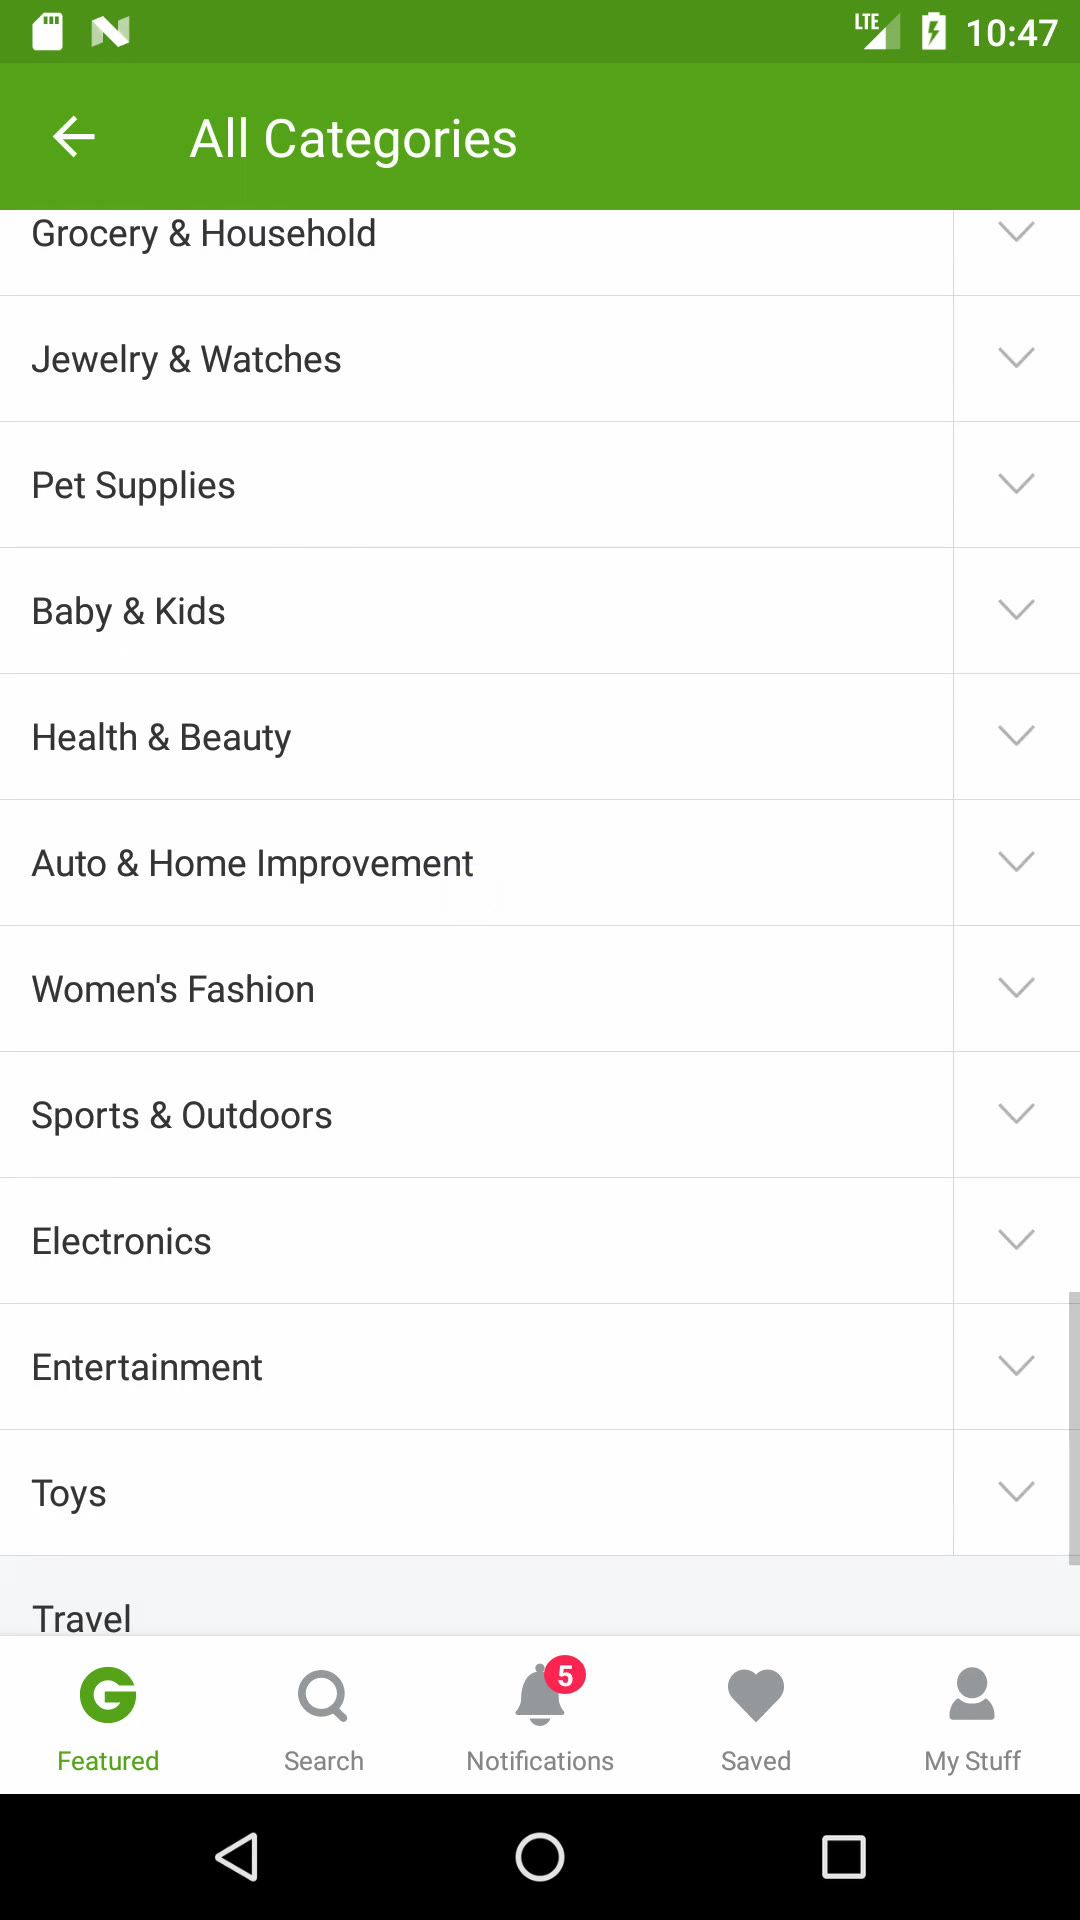 LTE 10:47
All Categories
Grocery & Household
Jewelry & Watches
Pet Supplies
Baby & Kids
Health & Beauty
Auto & Home Improvement
Women's Fashion
Sports & Outdoors
Electronics
Entertainment
Toys
Travel
5
Featured Search Notifications Saved My Stuff